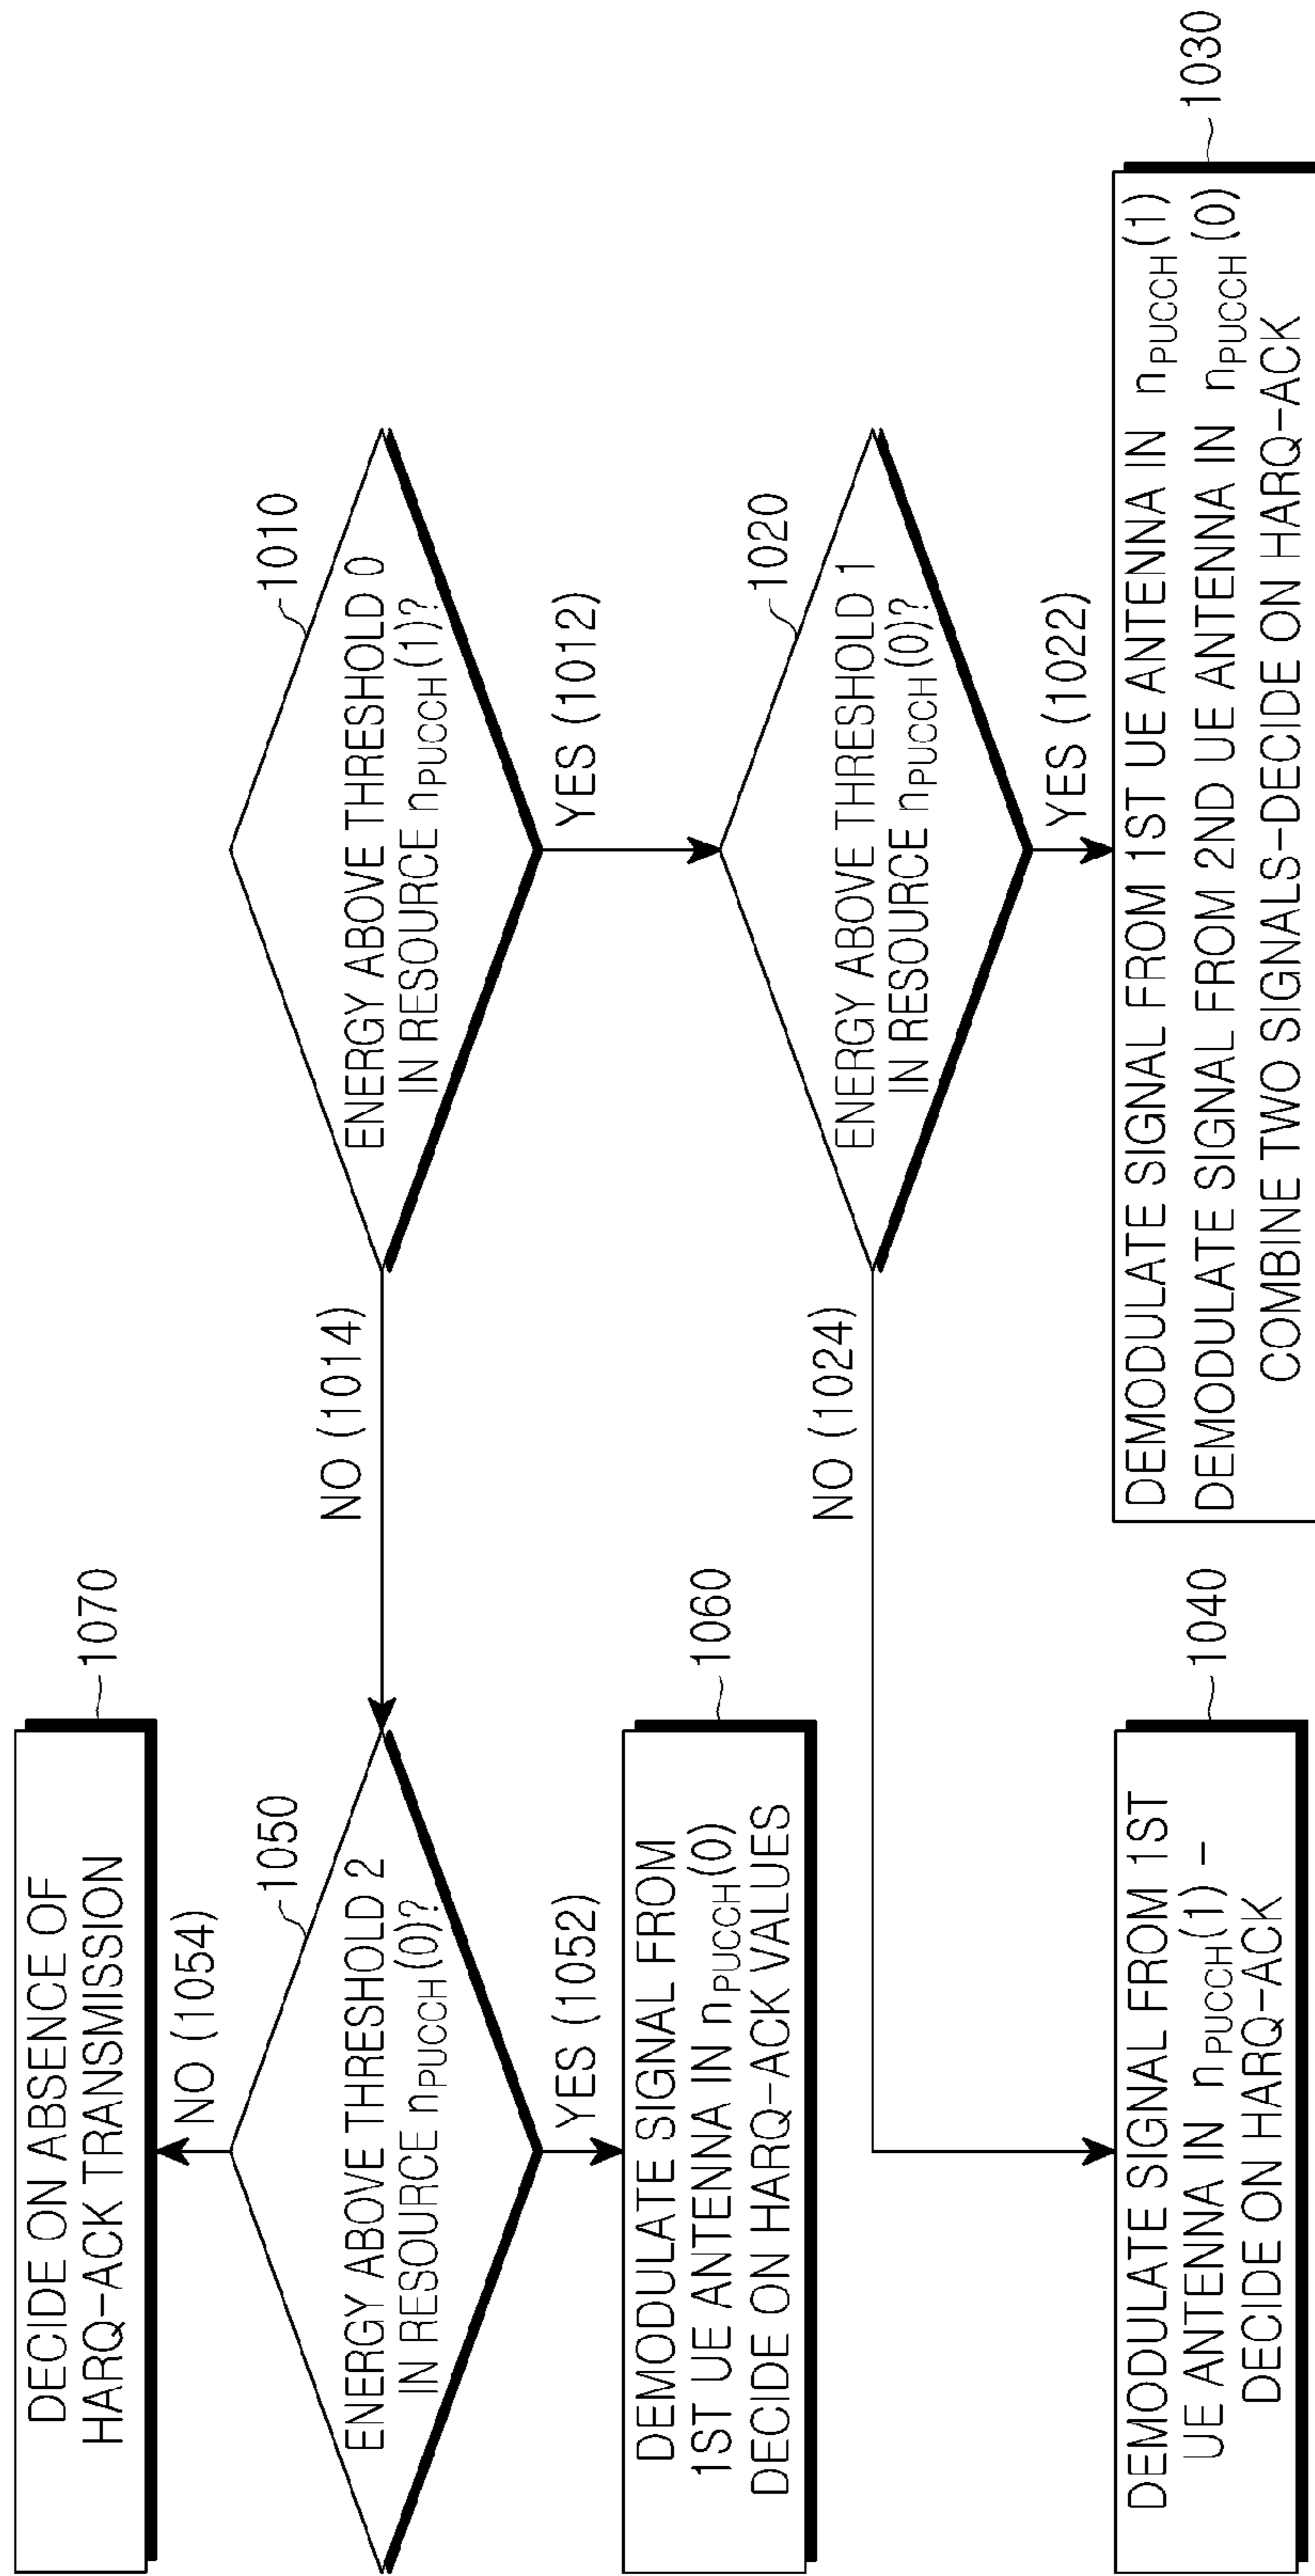 DECIDE ON ABSENCE OF
HARQ-ACK TRANSMISSION
1070
NO (1054)
1050
ENERGY ABOVE THRESHOLD 2
IN RESOURCE nPUCCH(0)?
YES (1052)
DEMODULATE SIGNAL FROM
1ST UE ANTENNA IN nPUCCH(0)
DECIDE ON HARQ-ACK VALUES
1060
NO (1014)
1010
ENERGY ABOVE THRESHOLD 0
IN RESOURCE nPUCCH(1)?
YES (1012)
1020
ENERGY ABOVE THRESHOLD 1
IN RESOURCE nPUCCH(0)?
NO (1024)
YES (1022)
DEMODULATE SIGNAL FROM 1ST
UE ANTENNA IN nPUCCH(1) -
DECIDE ON HARQ-ACK
1040
DEMODULATE SIGNAL FROM 1ST UE ANTENNA IN nPUCCH(1)
DEMODULATE SIGNAL FROM 2ND UE ANTENNA IN nPUCCH(0)
COMBINE TWO SIGNALS-DECIDE ON HARQ-ACK
1030